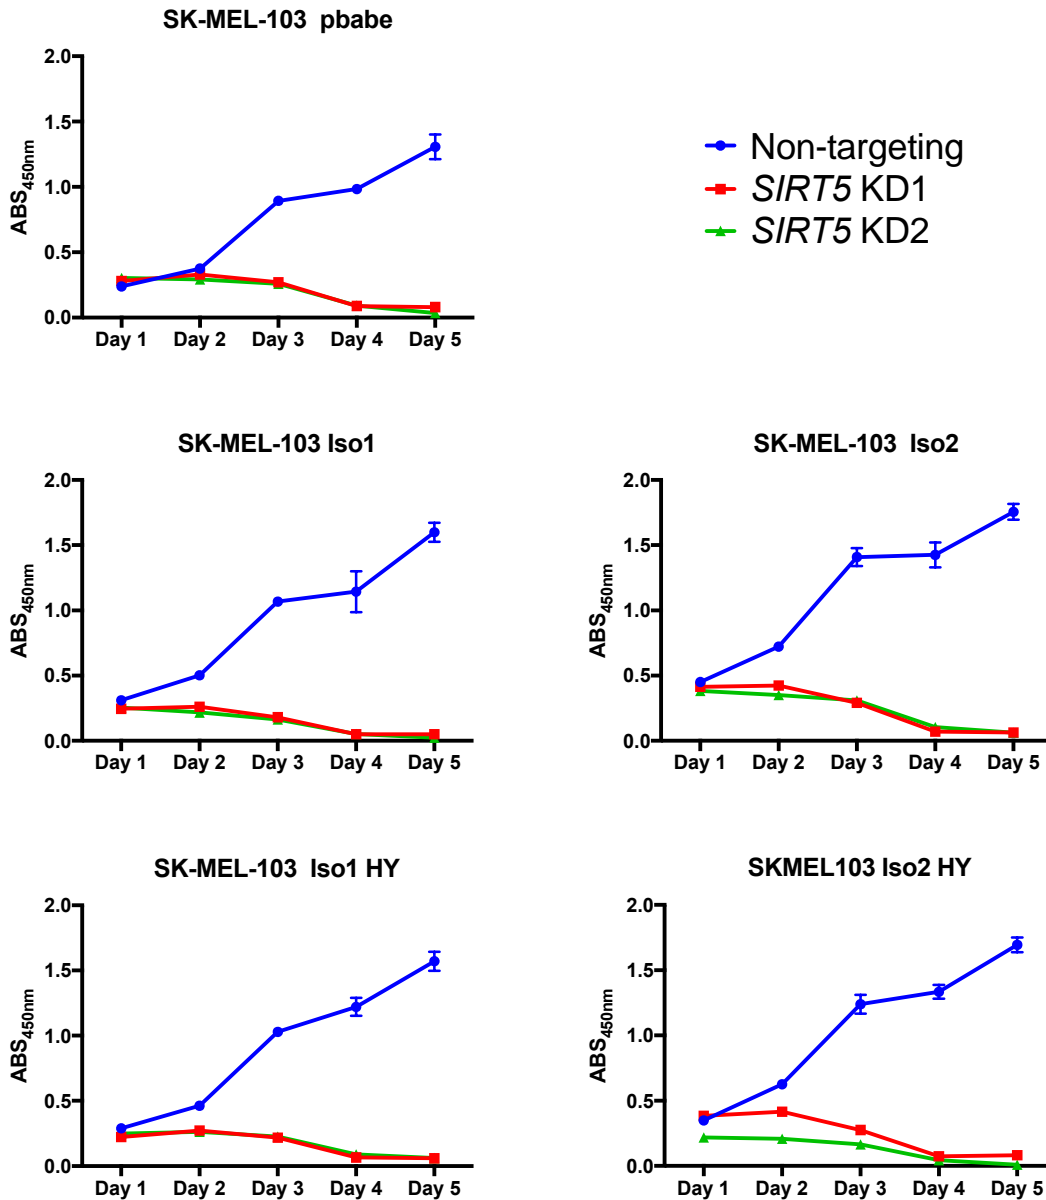 SK-MEL-103 pbabe
2.0
1.5
1.0
0.5
0.0
ABS450nm
Day 1 Day 2 Day 3 Day 4 Day 5
Non-targeting
SIRT5 KD1
SIRT5 KD2
SK-MEL-103 Iso1
2.0
1.5
1.0
0.5
0.0
ABS450nm
Day 1 Day 2 Day 3 Day 4 Day 5
SK-MEL-103 Iso2
2.0
1.5
1.0
0.5
0.0
ABS450nm
Day 1 Day 2 Day 3 Day 4 Day 5
SK-MEL-103 Iso1 HY
2.0
1.5
1.0
0.5
0.0
ABS450nm
Day 1 Day 2 Day 3 Day 4 Day 5
SKMEL103 Iso2 HY
2.0
1.5
1.0
0.5
0.0
ABS450nm
Day 1 Day 2 Day 3 Day 4 Day 5